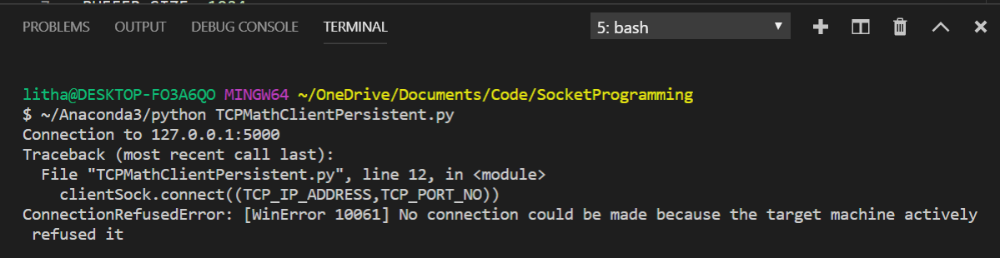 PROBLEMS OUTPUT DEBUG CONSOLE TERMINAL 5: bash
litha@DESKTOP-FO3A6QO MINGW64 ~/OneDrive/Documents/Code/SocketProgramming
$ ~/Anaconda3/python TCPMathClientPersistent.py
Connection to 127.0.0.1:5000
Traceback (most recent call last):
  File "TCPMathClientPersistent.py", line 12, in <module>
    clientSock.connect((TCP_IP_ADDRESS,TCP_PORT_NO))
ConnectionRefusedError: [WinError 10061] No connection could be made because the target machine actively
 refused it